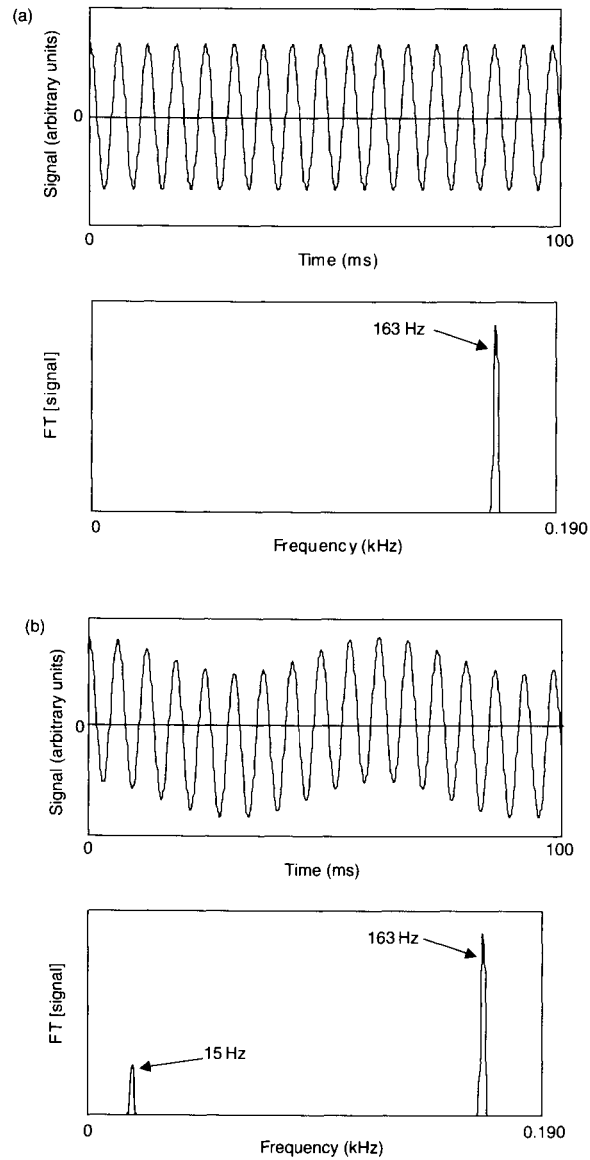 (a)
Signal (arbitrary units)
0
0
100
Time (ms)
163 Hz
FT [signal]
0
0.190
Frequency (kHz)
(b)
Signal (arbitrary units)
0
0
100
Time (ms)
163 Hz
FT [signal]
15 Hz
0
0.190
Frequency (kHz)